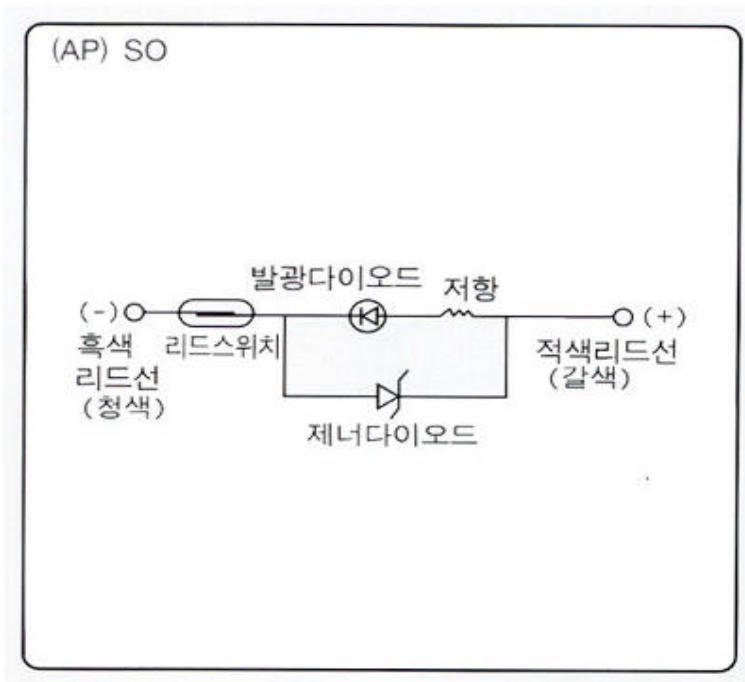 (AP) SO
발광다이오드
저항
(-)
(+)
흑색
리드선
(청색)
리드스위치
적색리드선
(갈색)
제너다이오드